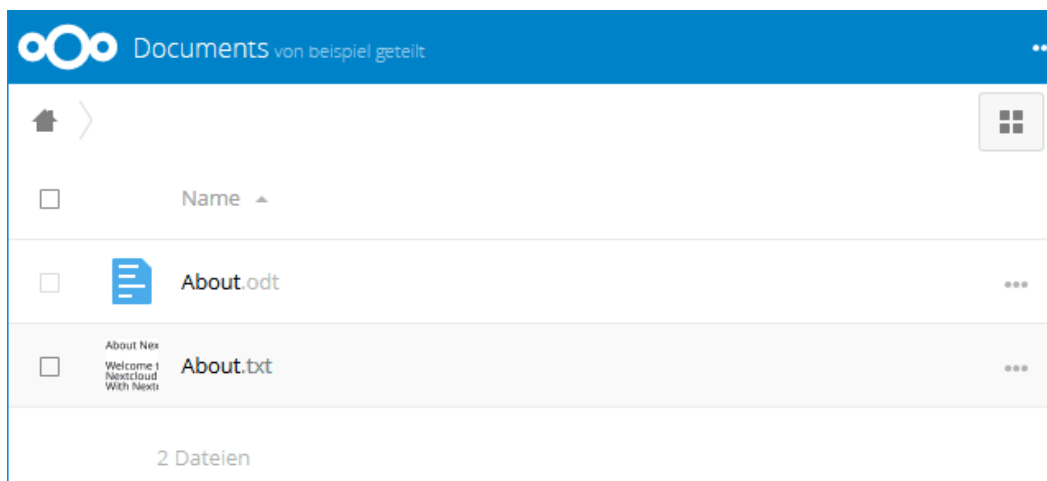 Documents von beispiel geteilt
Name
About.odt
About Nex
Welcome t
Nextcloud
With Nextc
About.txt
2 Dateien